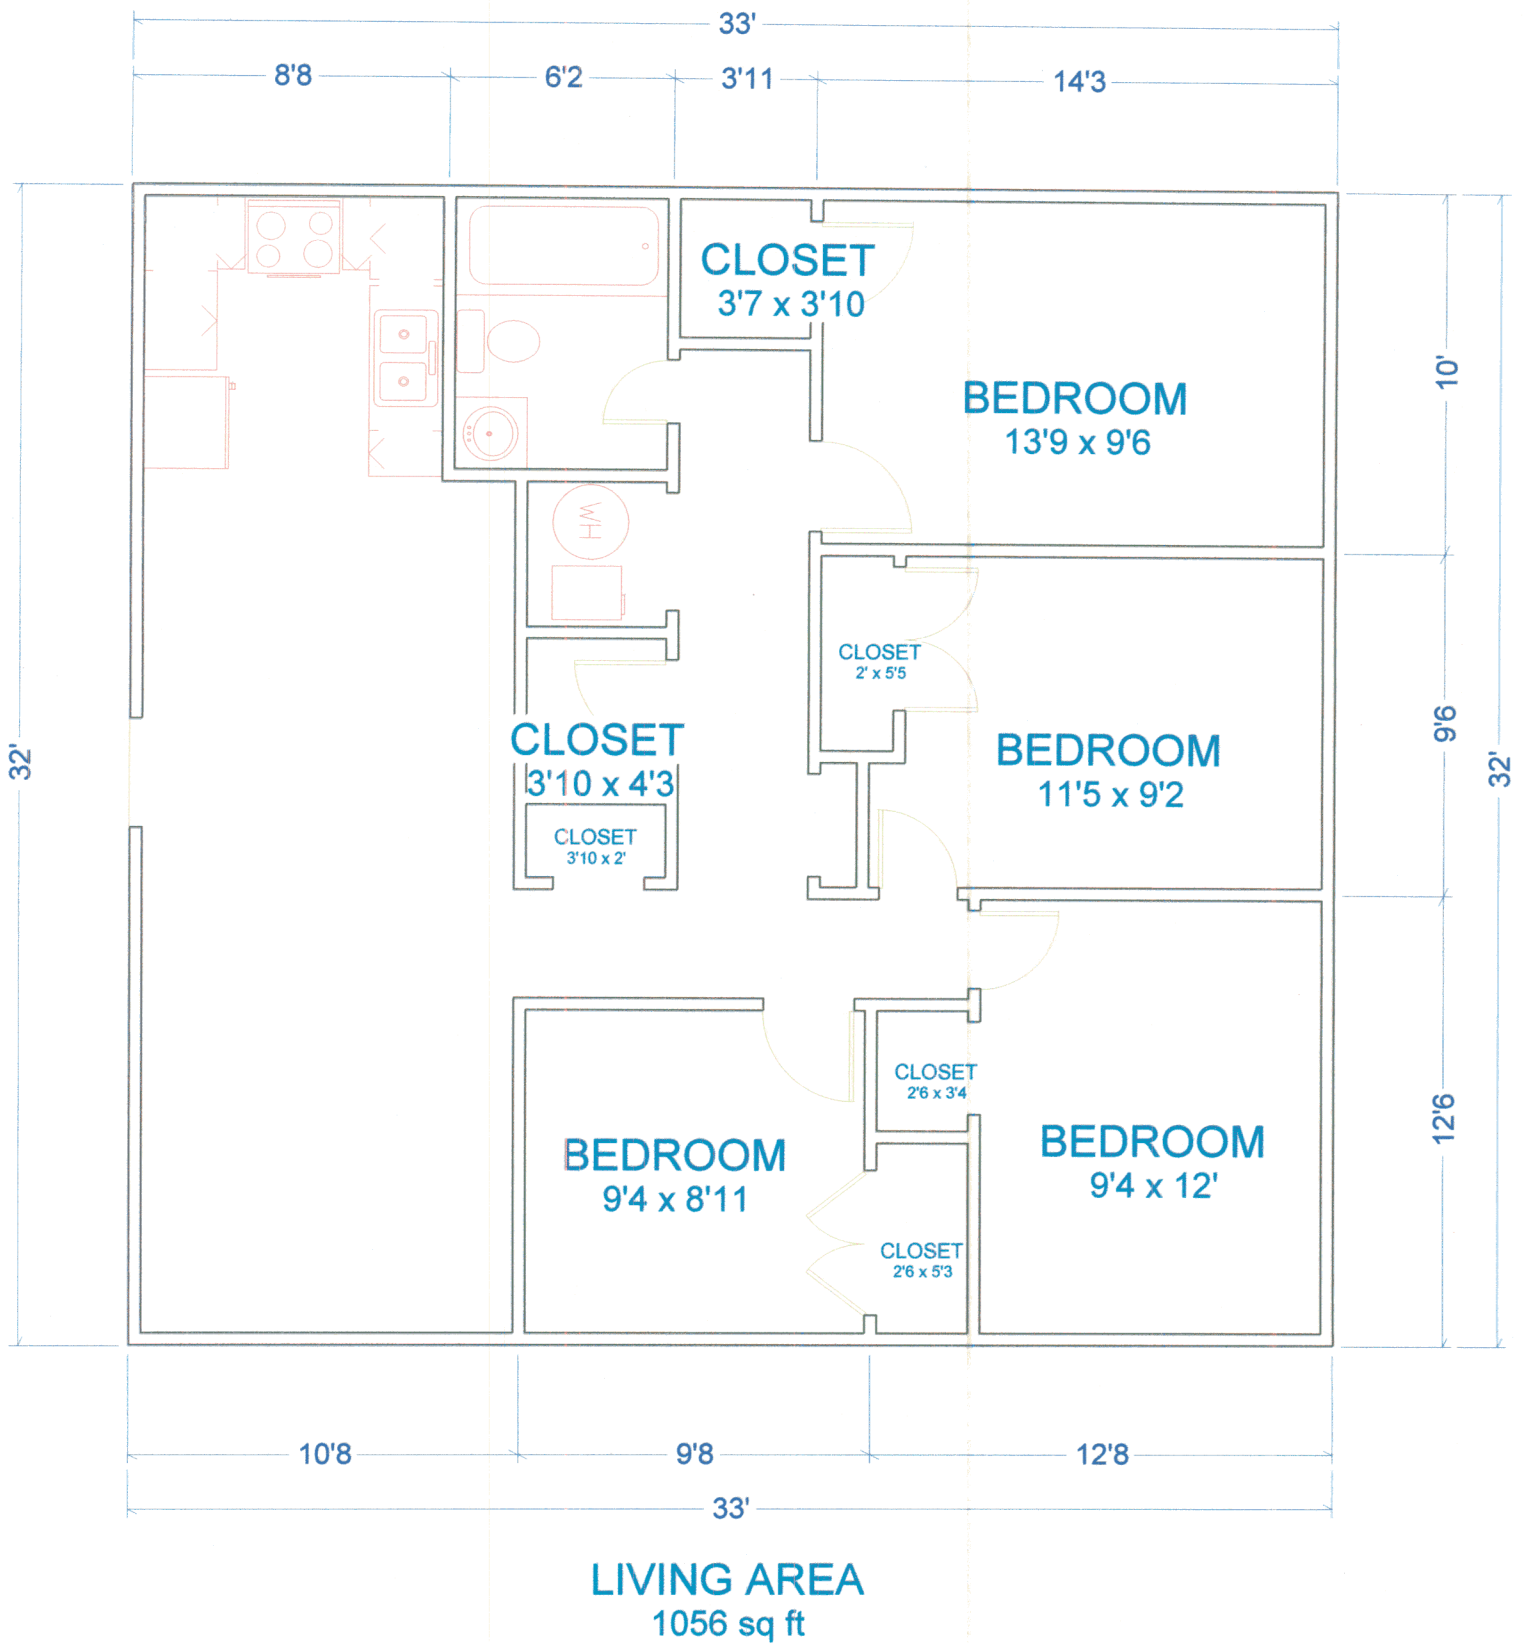 33'
8'8
6'2
3'11
14'3
CLOSET
3'7 x 3'10
BEDROOM
13'9 x 9'6
10'
WH
CLOSET
2' x 5'5
CLOSET
3'10 x 4'3
BEDROOM
11'5 x 9'2
9'6
32'
32'
CLOSET
3'10 x 2'
CLOSET
2'6 x 3'4
BEDROOM
9'4 x 8'11
BEDROOM
9'4 x 12'
12'6
CLOSET
2'6 x 5'3
10'8
9'8
12'8
33'
LIVING AREA
1056 sq ft